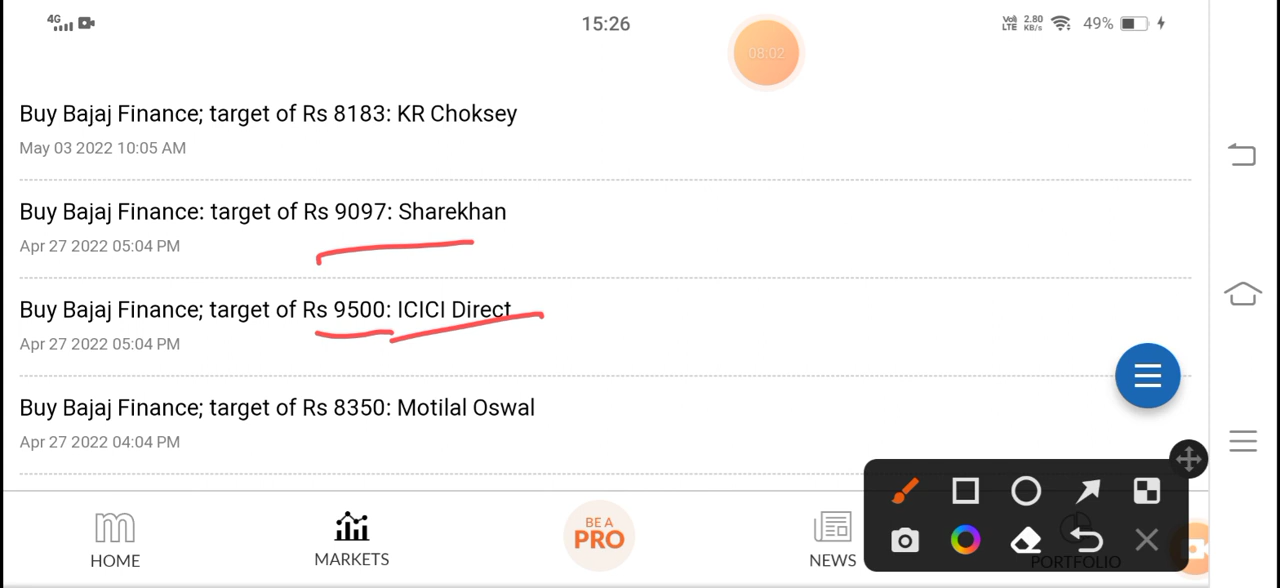 4G
15:26
08:02
Vol) LTE
2.80 KB/s
49%
Buy Bajaj Finance; target of Rs 8183: KR Choksey
May 03 2022 10:05 AM
Buy Bajaj Finance: target of Rs 9097: Sharekhan
Apr 27 2022 05:04 PM
Buy Bajaj Finance; target of Rs 9500: ICICI Direct
Apr 27 2022 05:04 PM
Buy Bajaj Finance; target of Rs 8350: Motilal Oswal
Apr 27 2022 04:04 PM
m
HOME
MARKETS
BE A
PRO
NEWS
PORTFOLIO